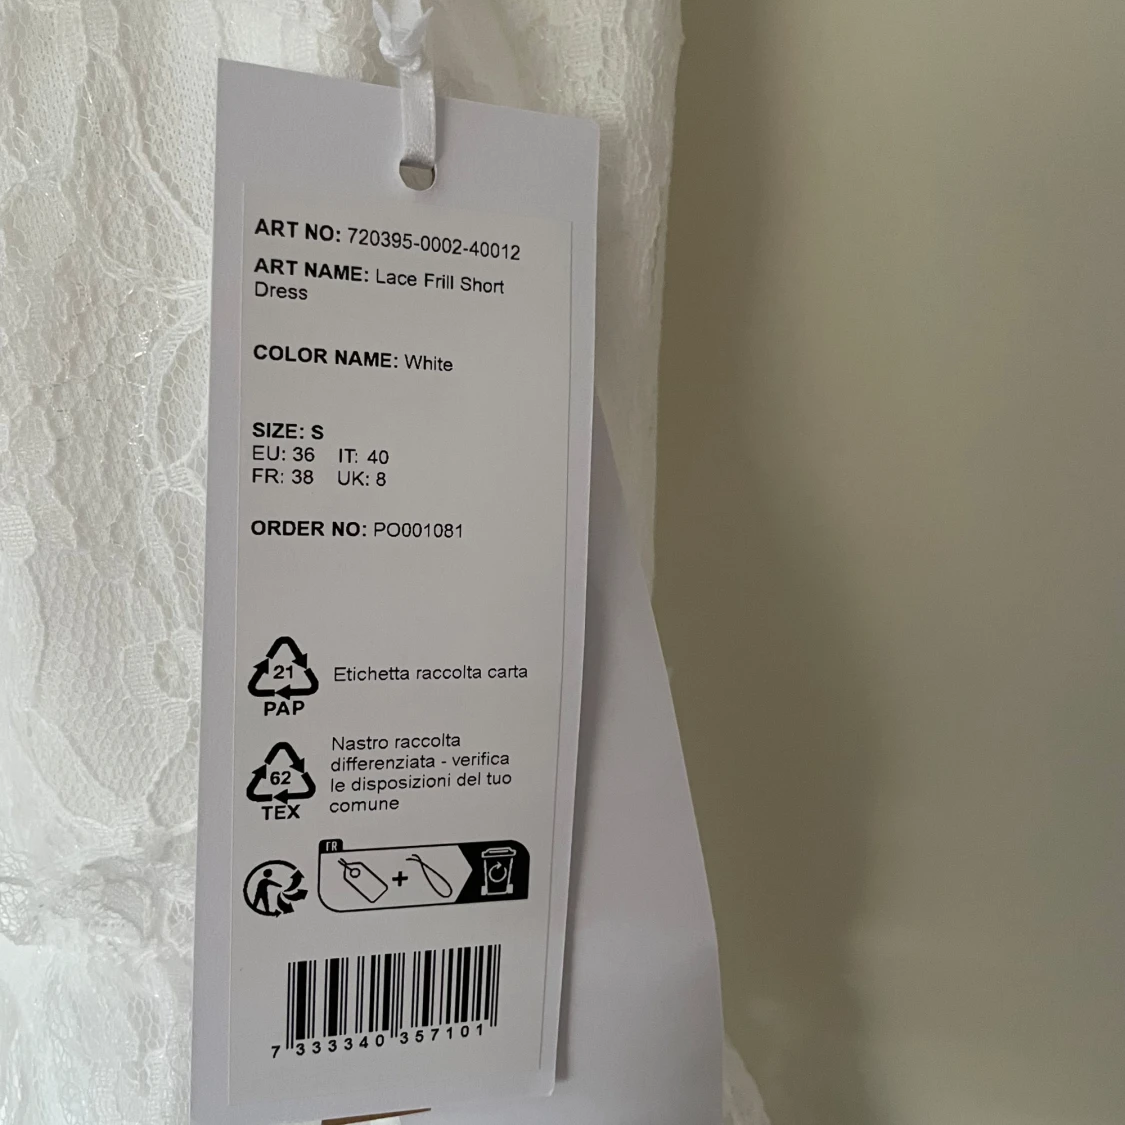 ART NO: 720395-0002-40012
ART NAME: Lace Frill Short
Dress
COLOR NAME: White
SIZE: S
EU: 36 IT: 40
FR: 38 UK: 8
ORDER NO: PO001081
21
PAP
Etichetta raccolta carta
62
TEX
Nastro raccolta
differenziata - verifica
le disposizioni del tuo
comune
FR
+
7 333340 357101